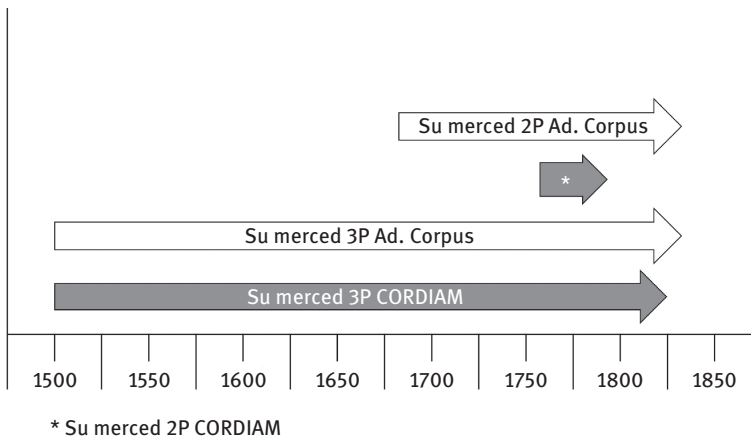 Su merced 2P Ad. Corpus
*
Su merced 3P Ad. Corpus
Su merced 3P CORDIAM
1500 1550 1600 1650 1700 1750 1800 1850
* Su merced 2P CORDIAM